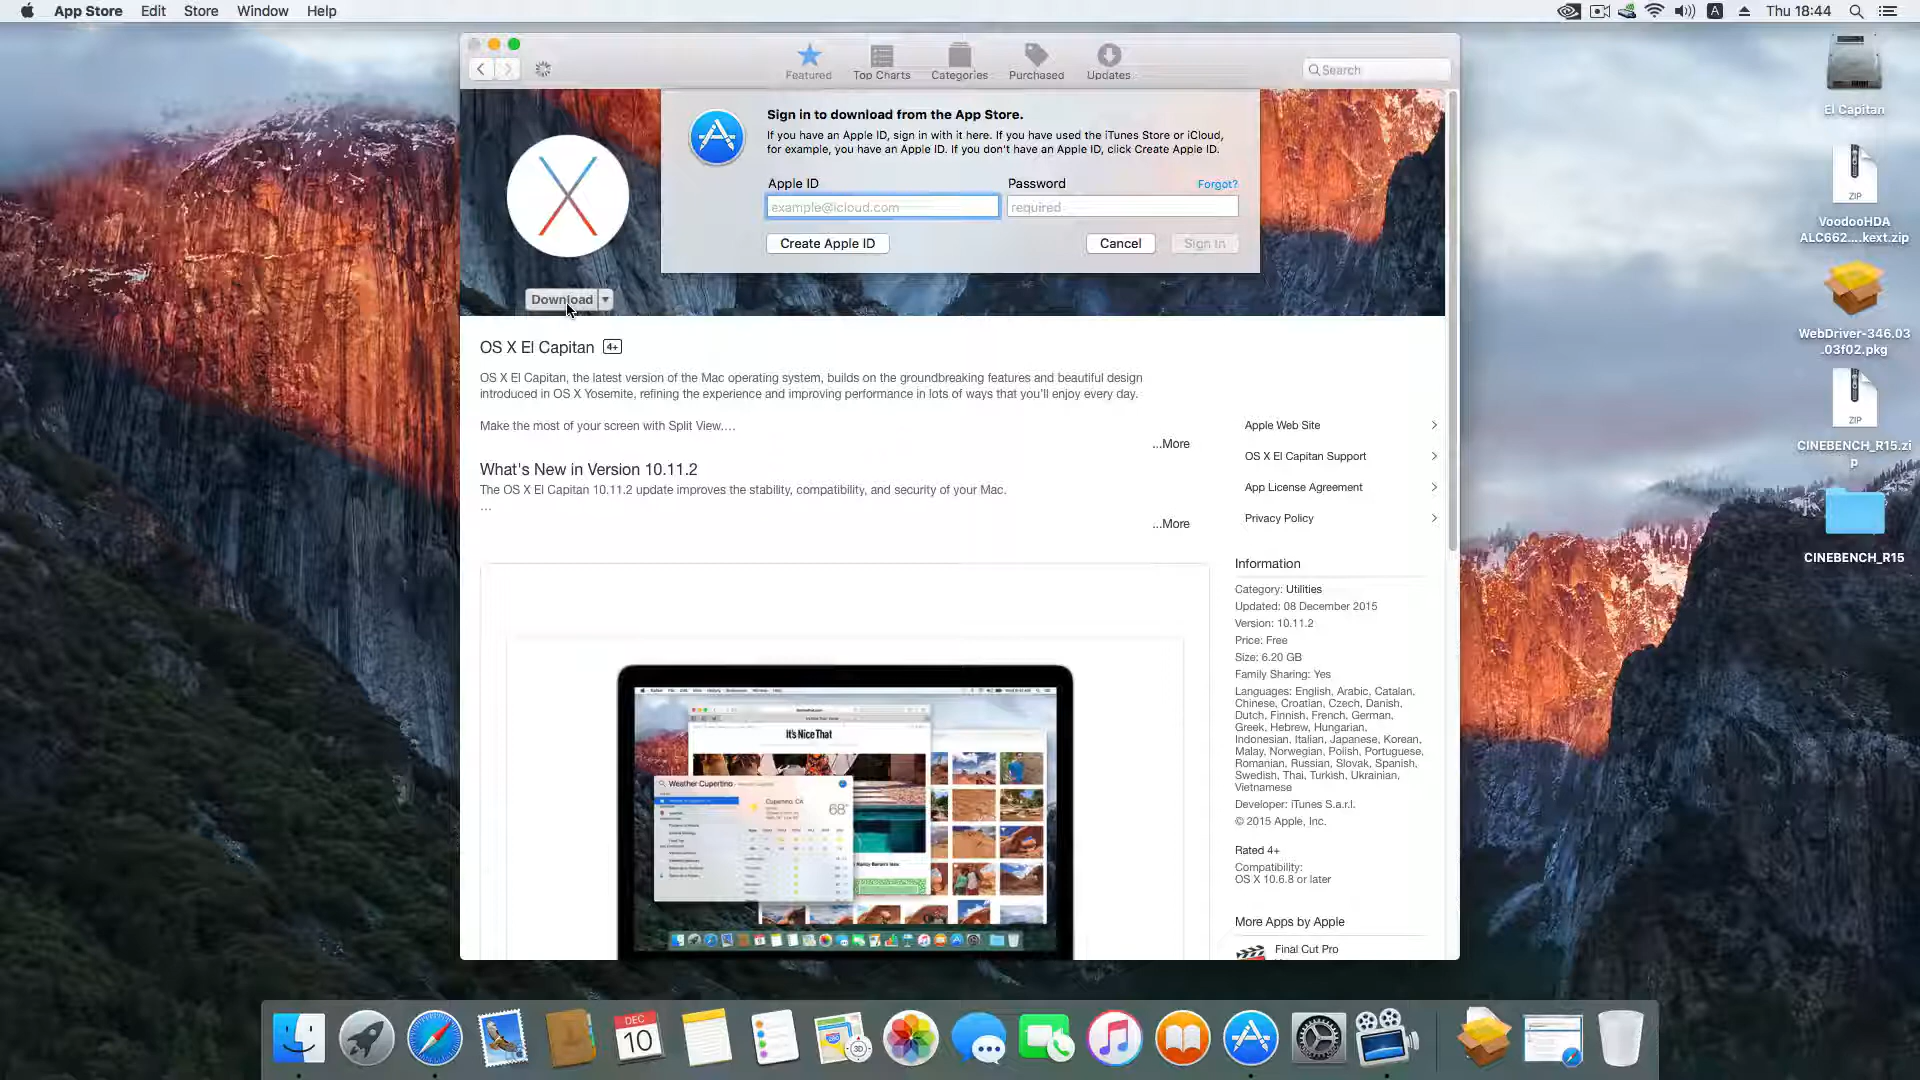 App Store Edit Store Window Help
A Thu 18:44
Featured Top Charts Categories Purchased Updates
Search
Sign in to download from the App Store.
If you have an Apple ID, sign in with it here. If you have used the iTunes Store or iCloud,
for example, you have an Apple ID. If you don't have an Apple ID, click Create Apple ID.
Apple ID Password Forgot?
example@icloud.com required
Create Apple ID Cancel Sign In
Download
OS X El Capitan 4+
OS X El Capitan, the latest version of the Mac operating system, builds on the groundbreaking features and beautiful design
introduced in OS X Yosemite, refining the experience and improving performance in lots of ways that you'll enjoy every day.
Make the most of your screen with Split View....
...More
What's New in Version 10.11.2
The OS X El Capitan 10.11.2 update improves the stability, compatibility, and security of your Mac.
...
...More
Apple Web Site
OS X El Capitan Support
App License Agreement
Privacy Policy
Information
Category: Utilities
Updated: 08 December 2015
Version: 10.11.2
Price: Free
Size: 6.20 GB
Family Sharing: Yes
Languages: English, Arabic, Catalan,
Chinese, Croatian, Czech, Danish,
Dutch, Finnish, French, German,
Greek, Hebrew, Hungarian,
Indonesian, Italian, Japanese, Korean,
Malay, Norwegian, Polish, Portuguese,
Romanian, Russian, Slovak, Spanish,
Swedish, Thai, Turkish, Ukrainian,
Vietnamese
Developer: iTunes S.a.r.l.
© 2015 Apple, Inc.
Rated 4+
Compatibility:
OS X 10.6.8 or later
More Apps by Apple
Final Cut Pro
It's Nice That
Weather Cupertino
Cupertino, CA
68°
El Capitan
ZIP
VoodooHDA
ALC662....kext.zip
WebDriver-346.03
.03f02.pkg
ZIP
CINEBENCH_R15.zi
p
CINEBENCH_R15
DEC
10
280
3D